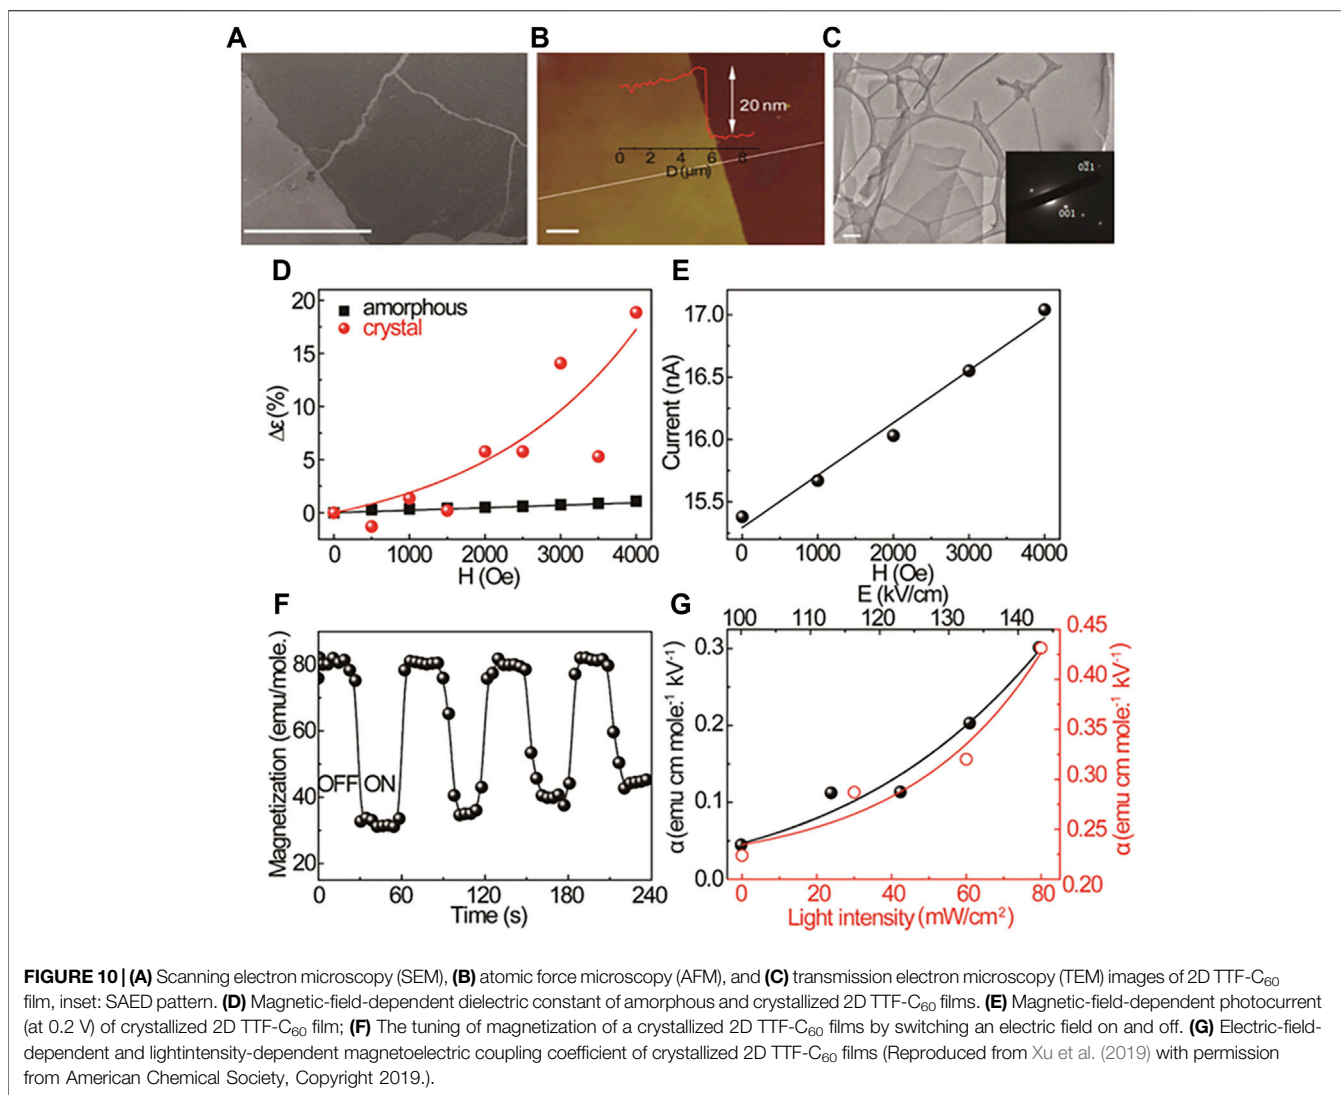 A
B
C
20 nm
0 2 4 6 8
D (μm)
02̄1
001
D
20
15
10
5
0
Δε(%)
amorphous
crystal
0 1000 2000 3000 4000
H (Oe)
E
17.0
16.5
16.0
15.5
Current (nA)
0 1000 2000 3000 4000
H (Oe)
F
80
60
40
20
Magnetization (emu/mole.)
OFF ON
0 60 120 180 240
Time (s)
G
E (kV/cm)
100 110 120 130 140
0.3
0.2
0.1
0.0
α (emu cm mole.⁻¹ kV⁻¹)
0.45
0.40
0.35
0.30
0.25
0.20
α (emu cm mole.⁻¹ kV⁻¹)
0 20 40 60 80
Light intensity (mW/cm²)
FIGURE 10 | (A) Scanning electron microscopy (SEM), (B) atomic force microscopy (AFM), and (C) transmission electron microscopy (TEM) images of 2D TTF-C₆₀
film, inset: SAED pattern. (D) Magnetic-field-dependent dielectric constant of amorphous and crystallized 2D TTF-C₆₀ films. (E) Magnetic-field-dependent photocurrent
(at 0.2 V) of crystallized 2D TTF-C₆₀ film; (F) The tuning of magnetization of a crystallized 2D TTF-C₆₀ films by switching an electric field on and off. (G) Electric-field-
dependent and lightintensity-dependent magnetoelectric coupling coefficient of crystallized 2D TTF-C₆₀ films (Reproduced from Xu et al. (2019) with permission
from American Chemical Society, Copyright 2019.).